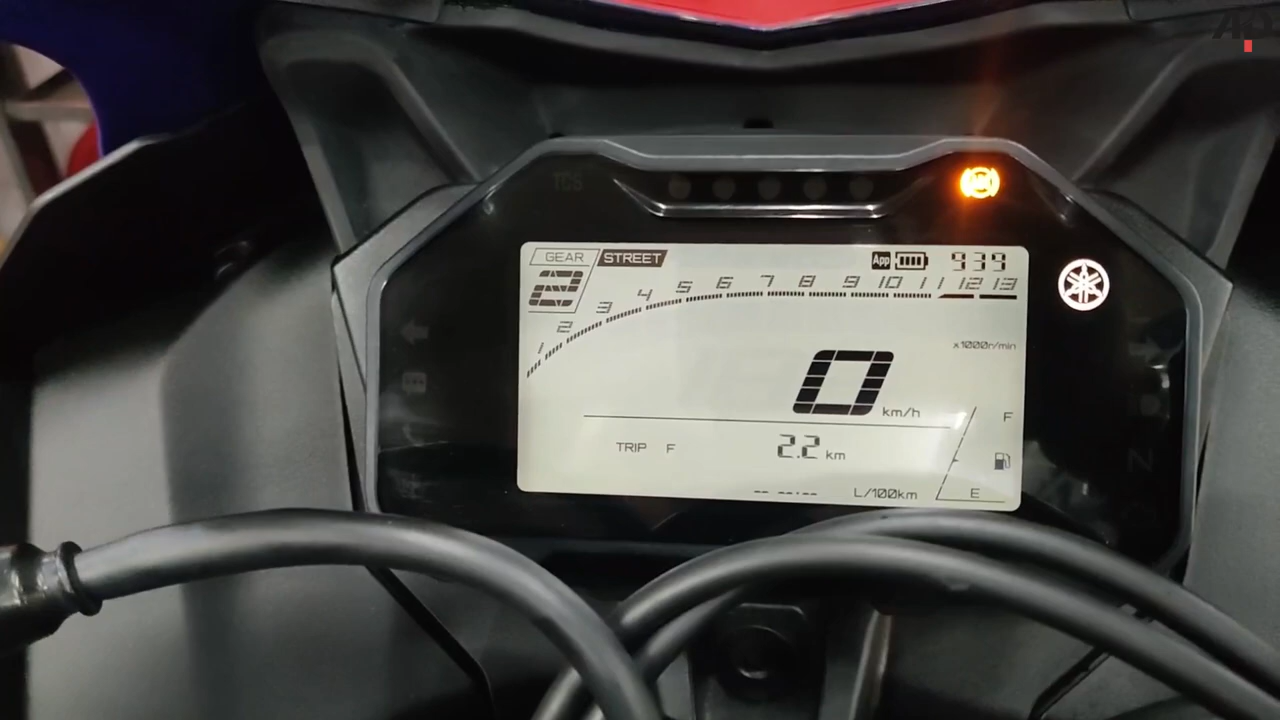 TCS
GEAR STREET App 939
2
1 2 3 4 5 6 7 8 9 10 11 12 13
x1000r/min
0 km/h
F
TRIP F 2.2 km
-- --.-- L/100km E
N